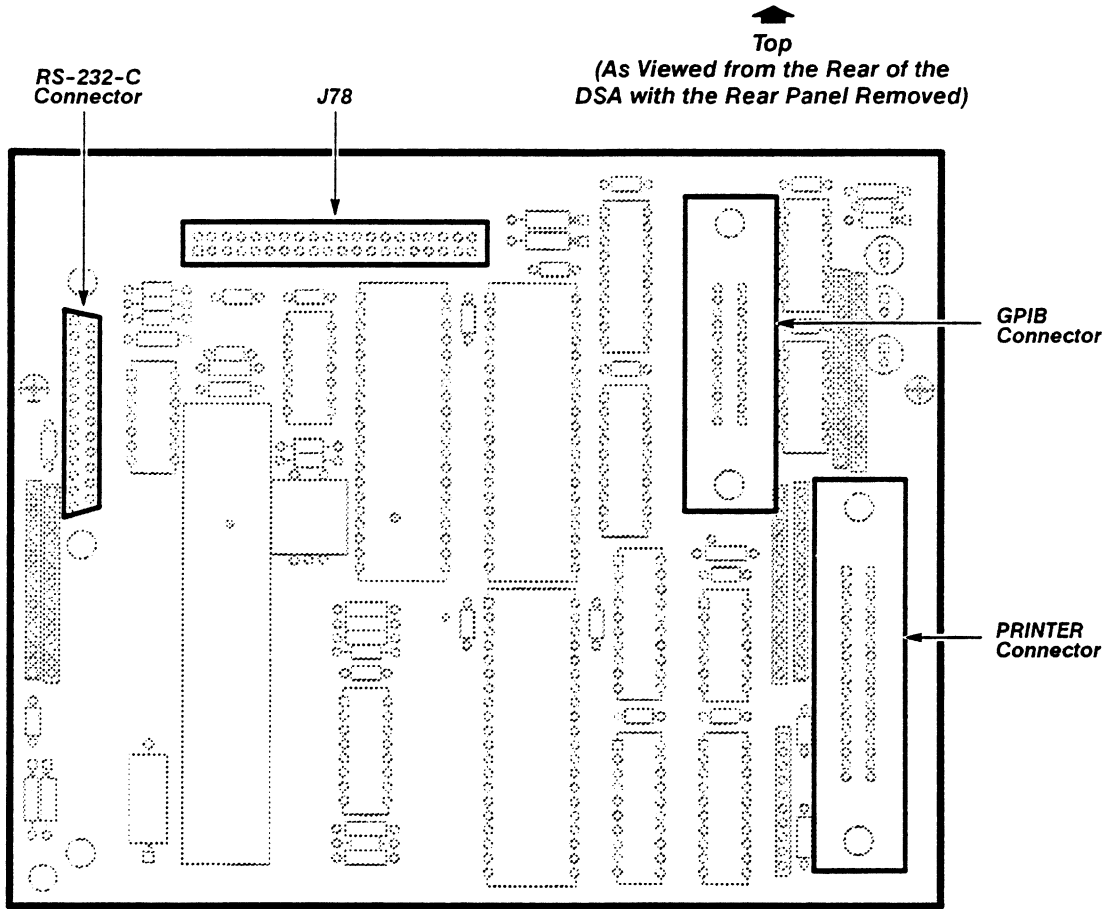 Top
(As Viewed from the Rear of the
DSA with the Rear Panel Removed)
RS-232-C
Connector
J78
GPIB
Connector
PRINTER
Connector